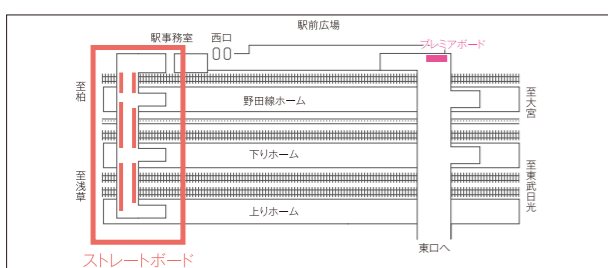 駅前広場
駅事務室
西口
プレミアボード
至柏
野田線ホーム
至大宮
下りホーム
至浅草
至東武日光
上りホーム
東口へ
ストレートボード